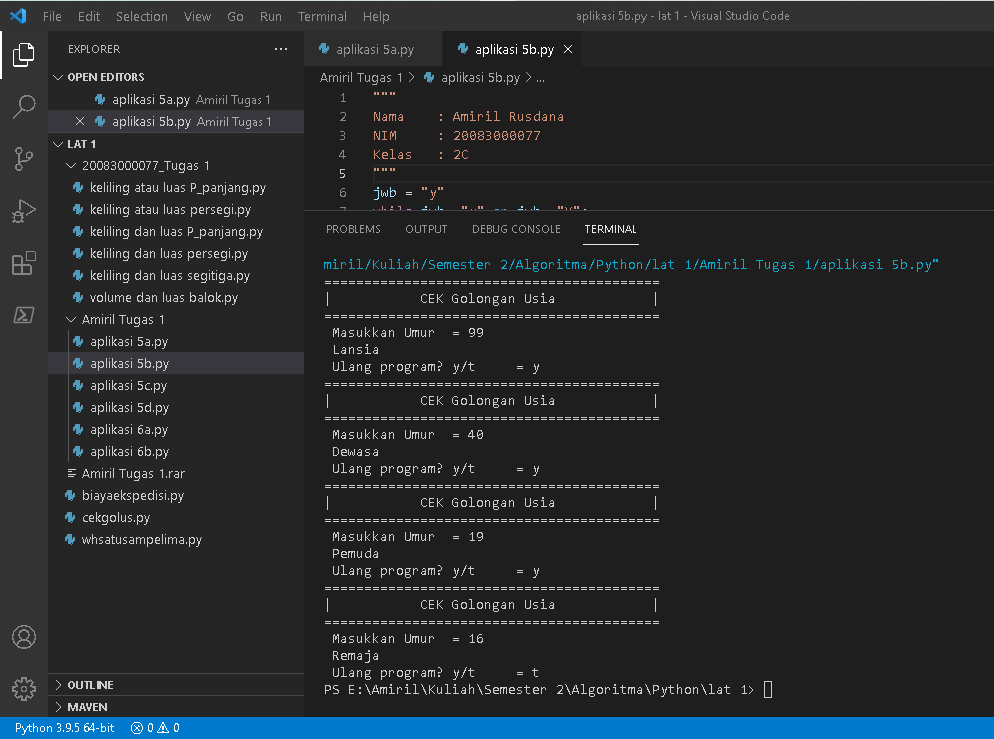 File Edit Selection View Go Run Terminal Help aplikasi 5b.py - lat 1 - Visual Studio Code
EXPLORER ...
OPEN EDITORS
aplikasi 5a.py Amiril Tugas 1
aplikasi 5b.py Amiril Tugas 1
LAT 1
20083000077_Tugas 1
keliling atau luas P_panjang.py
keliling atau luas persegi.py
keliling dan luas P_panjang.py
keliling dan luas persegi.py
keliling dan luas segitiga.py
volume dan luas balok.py
Amiril Tugas 1
aplikasi 5a.py
aplikasi 5b.py
aplikasi 5c.py
aplikasi 5d.py
aplikasi 6a.py
aplikasi 6b.py
Amiril Tugas 1.rar
biayaekspedisi.py
cekgolus.py
whsatusampelima.py
OUTLINE
MAVEN
aplikasi 5a.py aplikasi 5b.py ×
Amiril Tugas 1 > aplikasi 5b.py > ...
1 """
2 Nama : Amiril Rusdana
3 NIM : 20083000077
4 Kelas : 2C
5 """
6 jwb = "y"
PROBLEMS OUTPUT DEBUG CONSOLE TERMINAL
miril/Kuliah/Semester 2/Algoritma/Python/lat 1/Amiril Tugas 1/aplikasi 5b.py"
==========================================
| CEK Golongan Usia |
==========================================
Masukkan Umur = 99
Lansia
Ulang program? y/t = y
==========================================
| CEK Golongan Usia |
==========================================
Masukkan Umur = 40
Dewasa
Ulang program? y/t = y
==========================================
| CEK Golongan Usia |
==========================================
Masukkan Umur = 19
Pemuda
Ulang program? y/t = y
==========================================
| CEK Golongan Usia |
==========================================
Masukkan Umur = 16
Remaja
Ulang program? y/t = t
PS E:\Amiril\Kuliah\Semester 2\Algoritma\Python\lat 1>
Python 3.9.5 64-bit 0 0